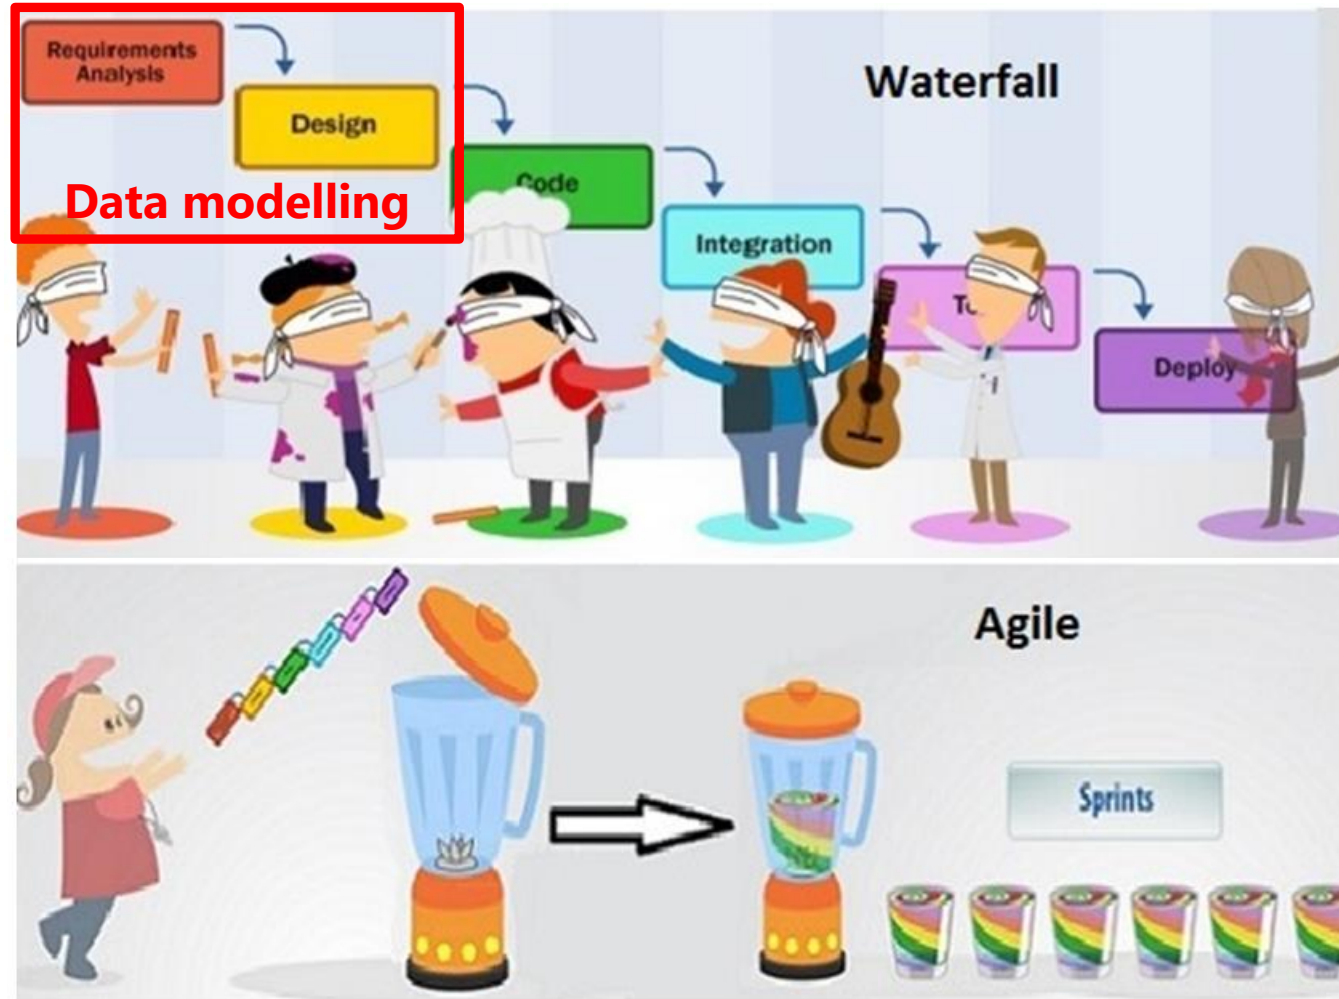 Requirements
Analysis
Design
Data modelling
Waterfall
Code
Integration
Deploy
Agile
Sprints